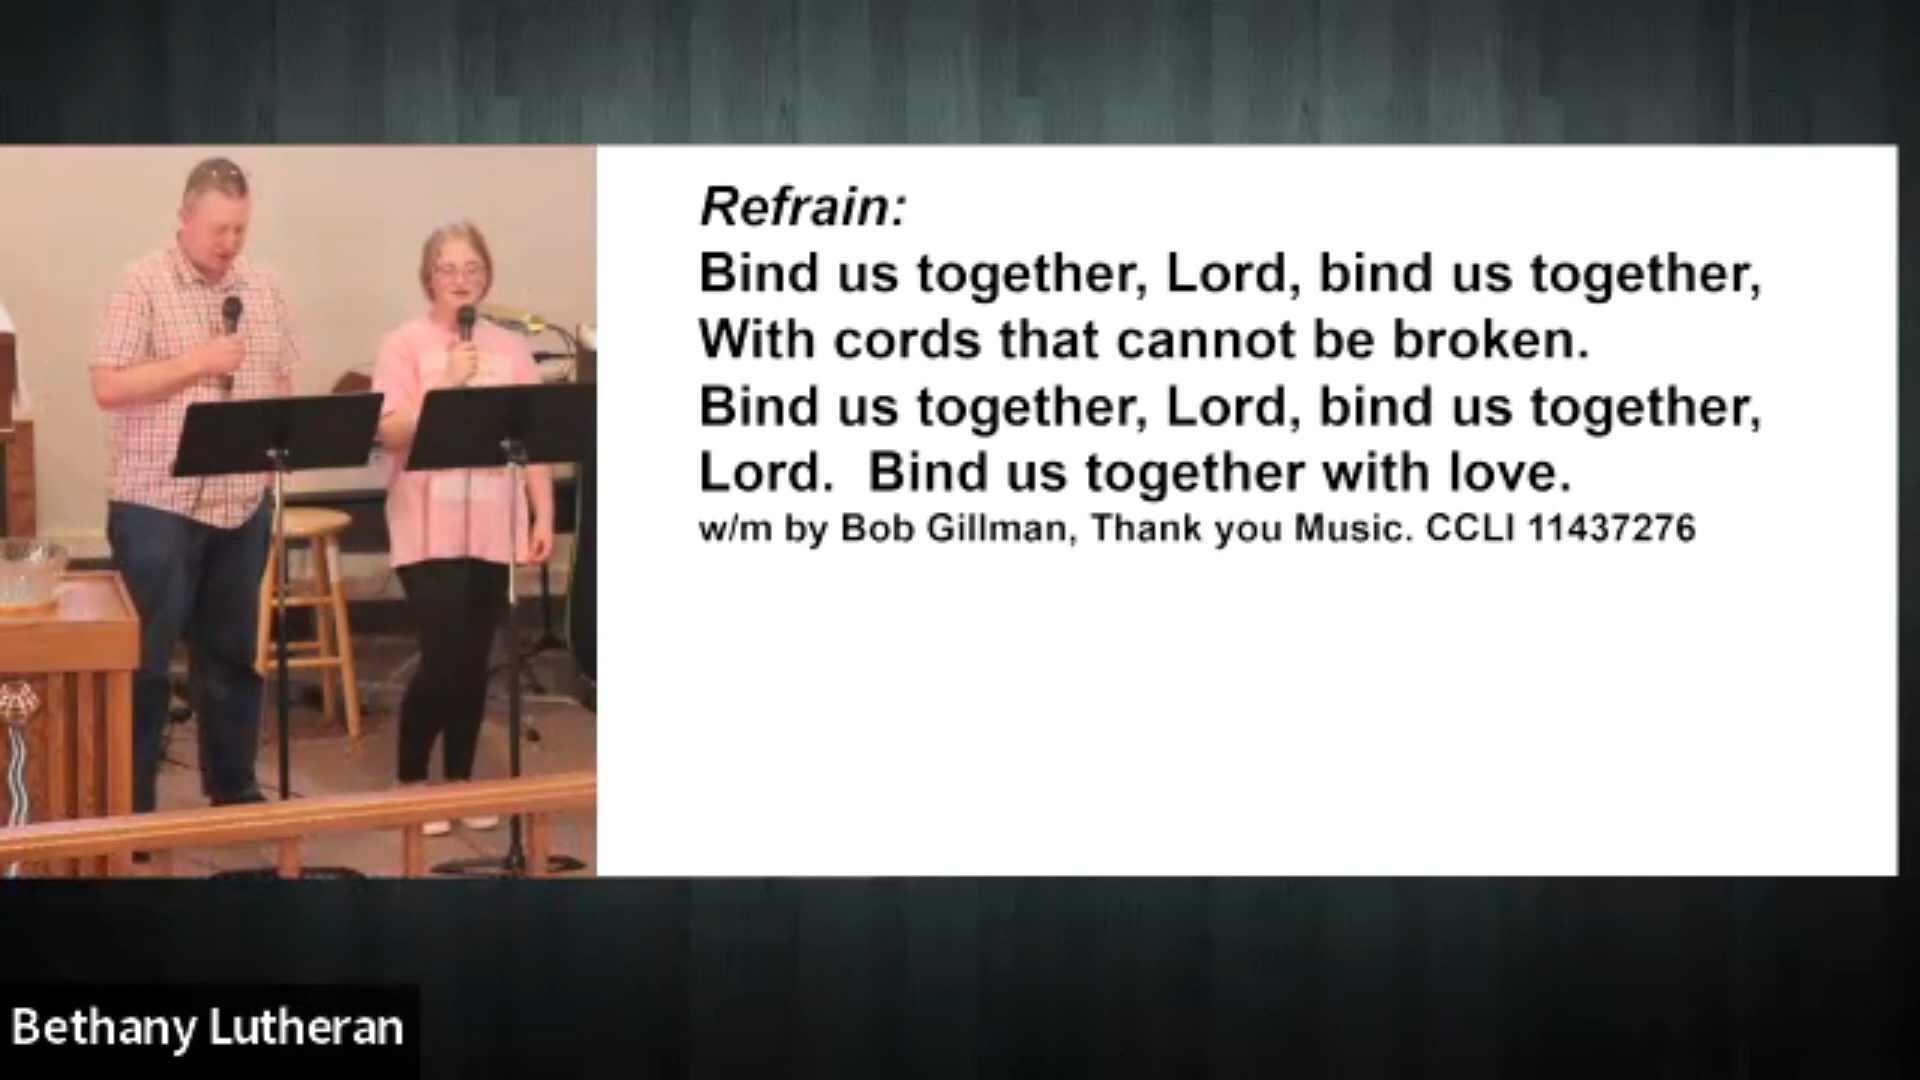 Refrain:
Bind us together, Lord, bind us together,
With cords that cannot be broken.
Bind us together, Lord, bind us together,
Lord.  Bind us together with love.
w/m by Bob Gillman, Thank you Music. CCLI 11437276
Bethany Lutheran